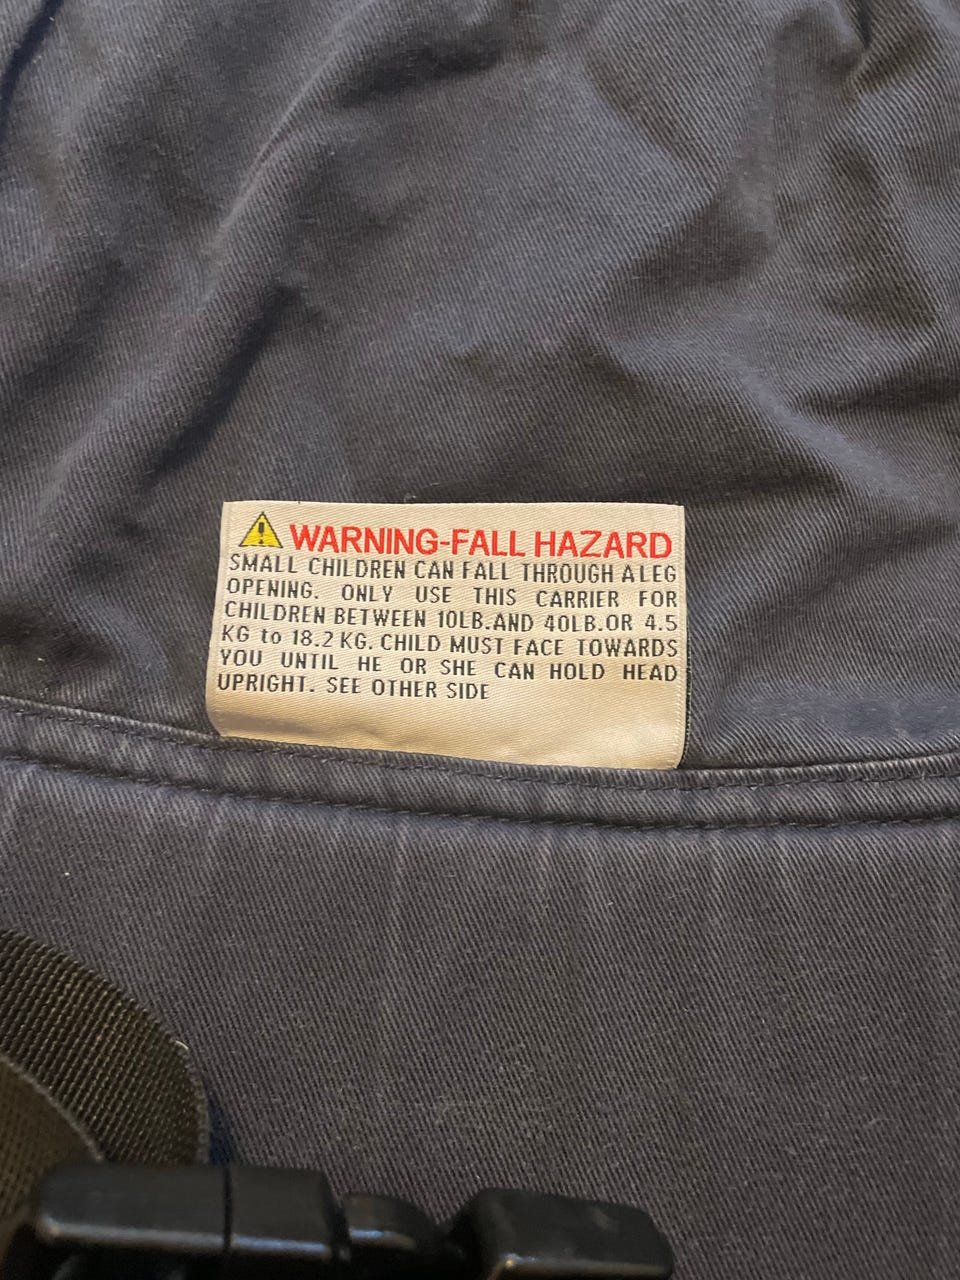 WARNING-FALL HAZARD
SMALL CHILDREN CAN FALL THROUGH A LEG
OPENING. ONLY USE THIS CARRIER FOR
CHILDREN BETWEEN 10LB.AND 40LB.OR 4.5
KG to 18.2 KG. CHILD MUST FACE TOWARDS
YOU UNTIL HE OR SHE CAN HOLD HEAD
UPRIGHT. SEE OTHER SIDE